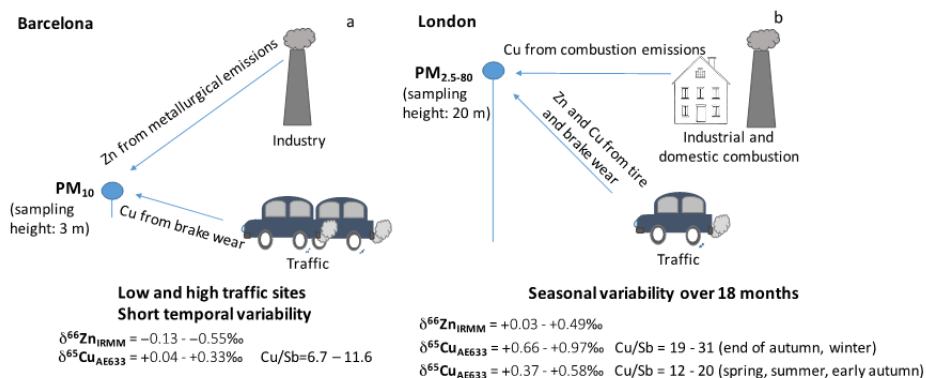 Barcelona
a
Zn from metallurgical emissions
Industry
PM10
(sampling
height: 3 m)
Cu from brake wear
Traffic
Low and high traffic sites
Short temporal variability
δ66ZnIRMM = −0.13 - −0.55‰
δ65CuAE633 = +0.04 - +0.33‰ Cu/Sb=6.7 – 11.6
London
b
Cu from combustion emissions
PM2.5-80
(sampling
height: 20 m)
Zn and Cu from tire
and brake wear
Industrial and
domestic combustion
Traffic
Seasonal variability over 18 months
δ66ZnIRMM = +0.03 - +0.49‰
δ65CuAE633 = +0.66 - +0.97‰ Cu/Sb = 19 - 31 (end of autumn, winter)
δ65CuAE633 = +0.37 - +0.58‰ Cu/Sb = 12 - 20 (spring, summer, early autumn)